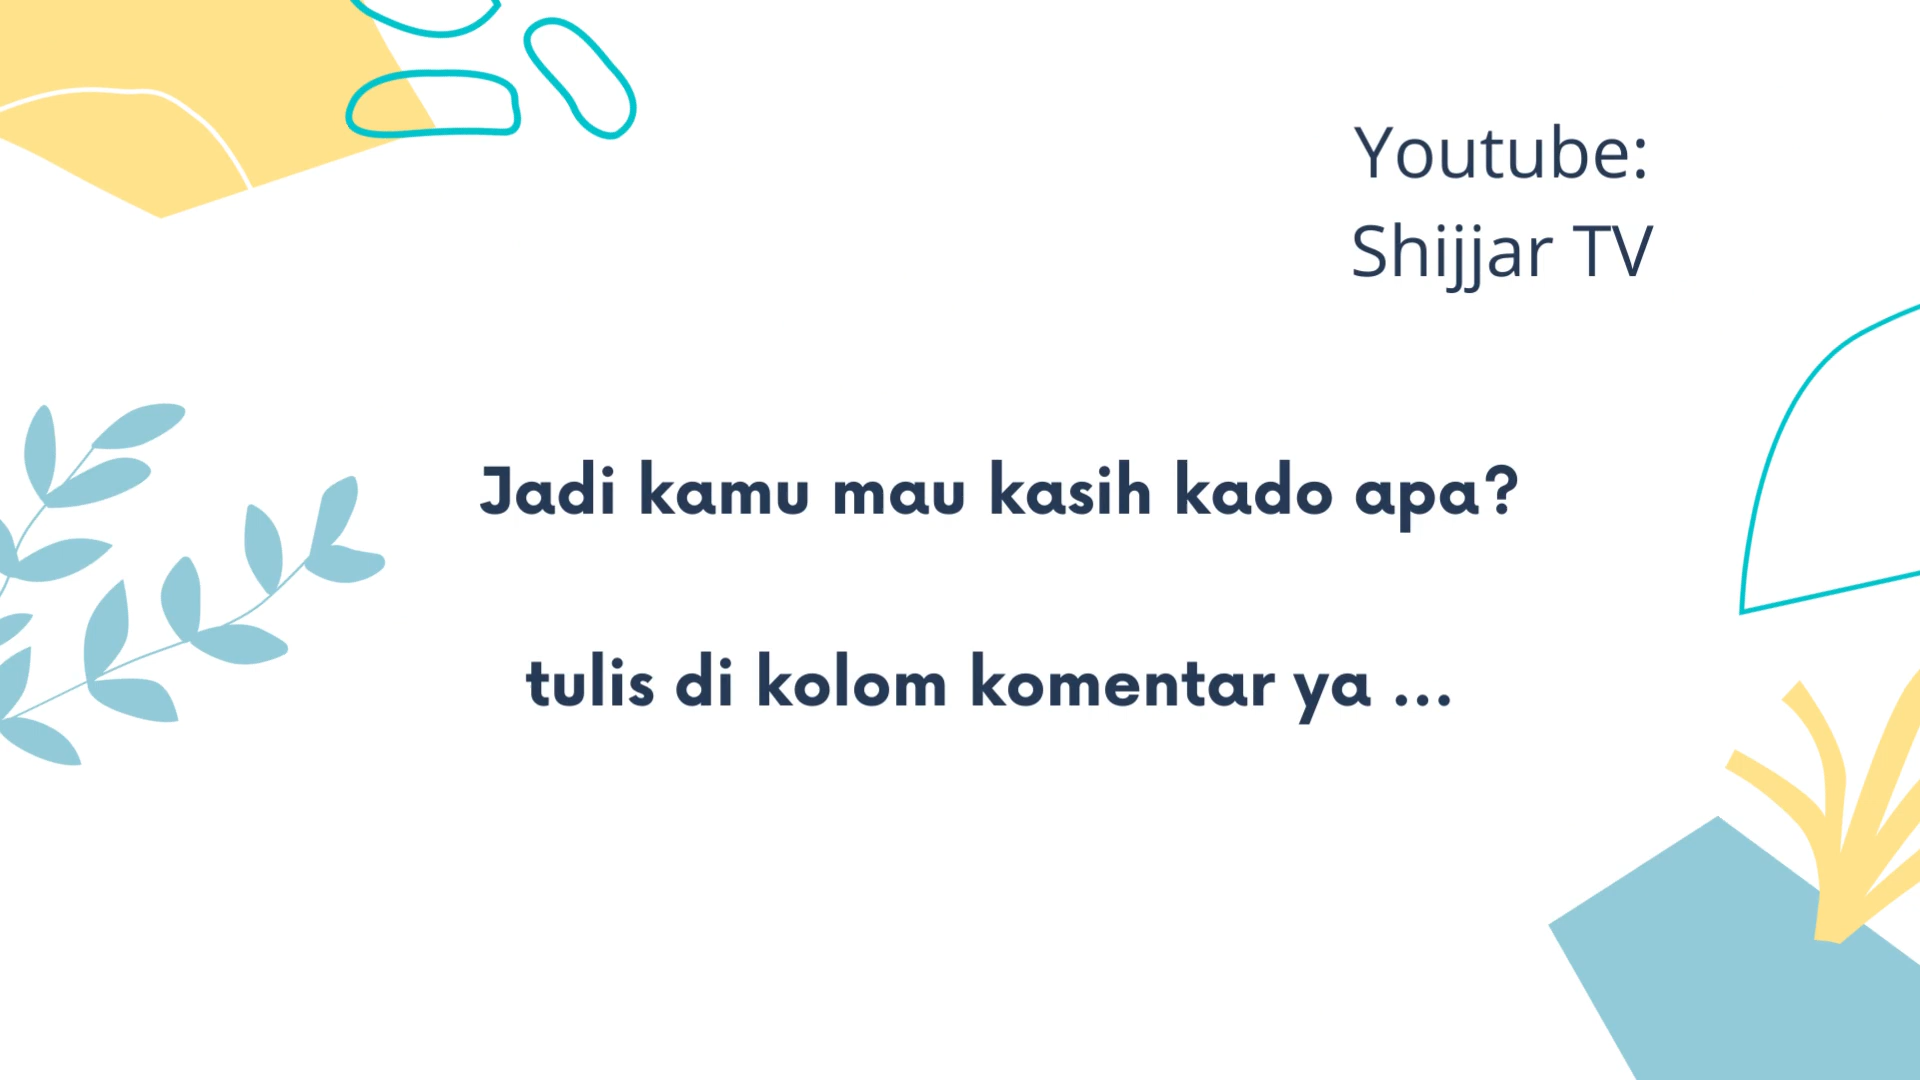 Youtube:
Shijjar TV
Jadi kamu mau kasih kado apa?
tulis di kolom komentar ya ...